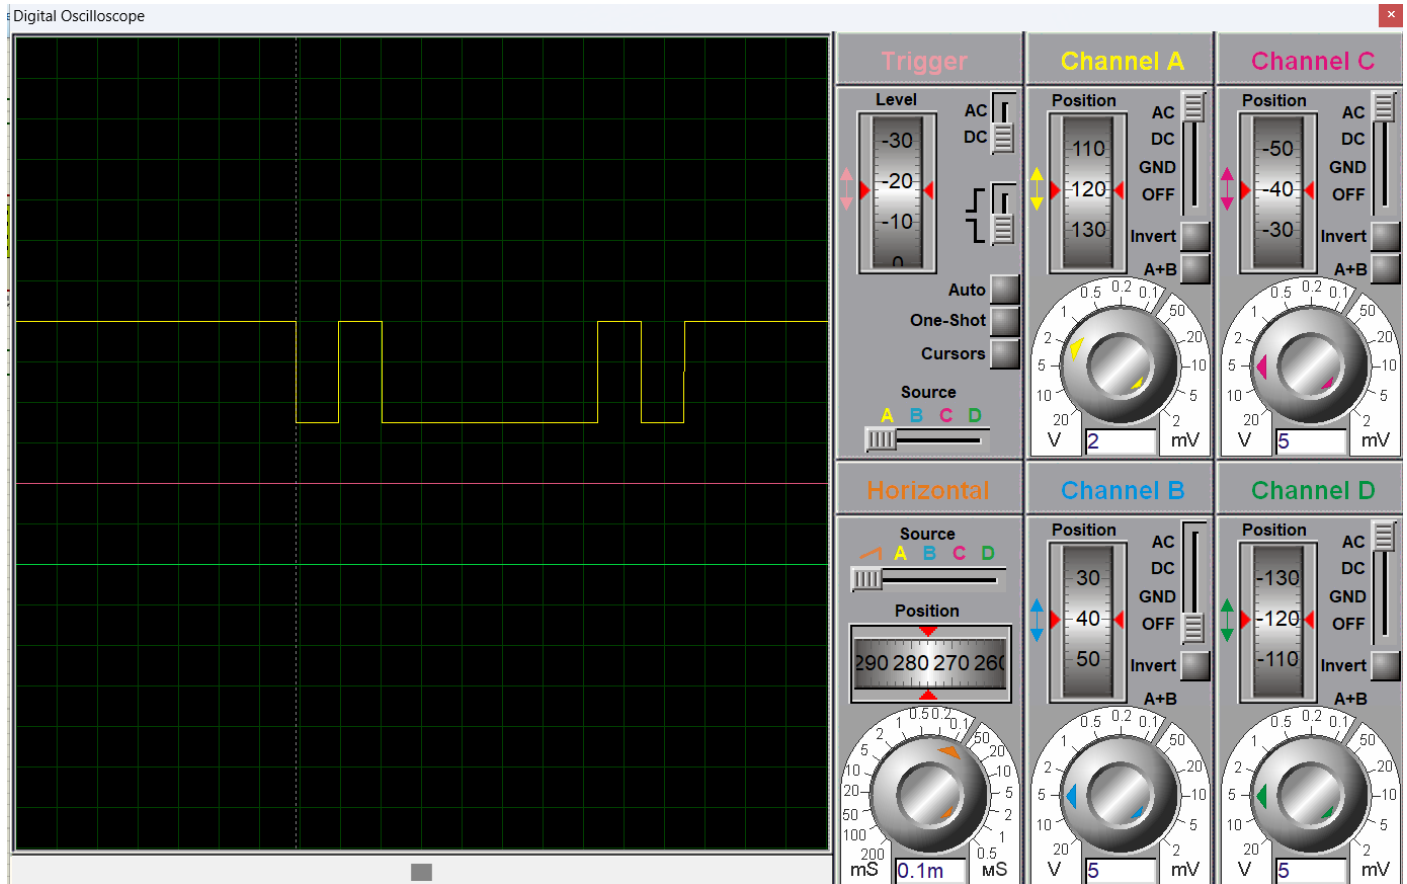 Digital Oscilloscope
Trigger
Level
-30
-20
-10
0
AC
DC
Auto
One-Shot
Cursors
Source
A B C D
Channel A
Position
110
120
130
AC
DC
GND
OFF
Invert
A+B
20
10
5
2
1
0.5
0.2
0.1
50
20
10
5
2
V
2
mV
Channel C
Position
-50
-40
-30
AC
DC
GND
OFF
Invert
A+B
20
10
5
2
1
0.5
0.2
0.1
50
20
10
5
2
V
5
mV
Horizontal
Source
A B C D
Position
290 280 270 260
200
100
50
20
10
5
2
1
0.5
0.2
0.1
50
20
10
5
2
1
0.5
mS
0.1m
мS
Channel B
Position
30
40
50
AC
DC
GND
OFF
Invert
A+B
20
10
5
2
1
0.5
0.2
0.1
50
20
10
5
2
V
5
mV
Channel D
Position
-130
-120
-110
AC
DC
GND
OFF
Invert
A+B
20
10
5
2
1
0.5
0.2
0.1
50
20
10
5
2
V
5
mV